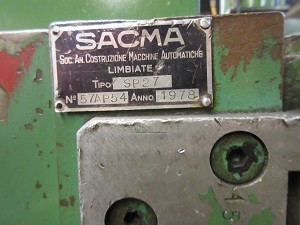 SACMA
SOC. AN. COSTRUZIONE MACCHINE AUTOMATICHE
LIMBIATE
TIPO SP27
N° 57AP54 ANNO 1978